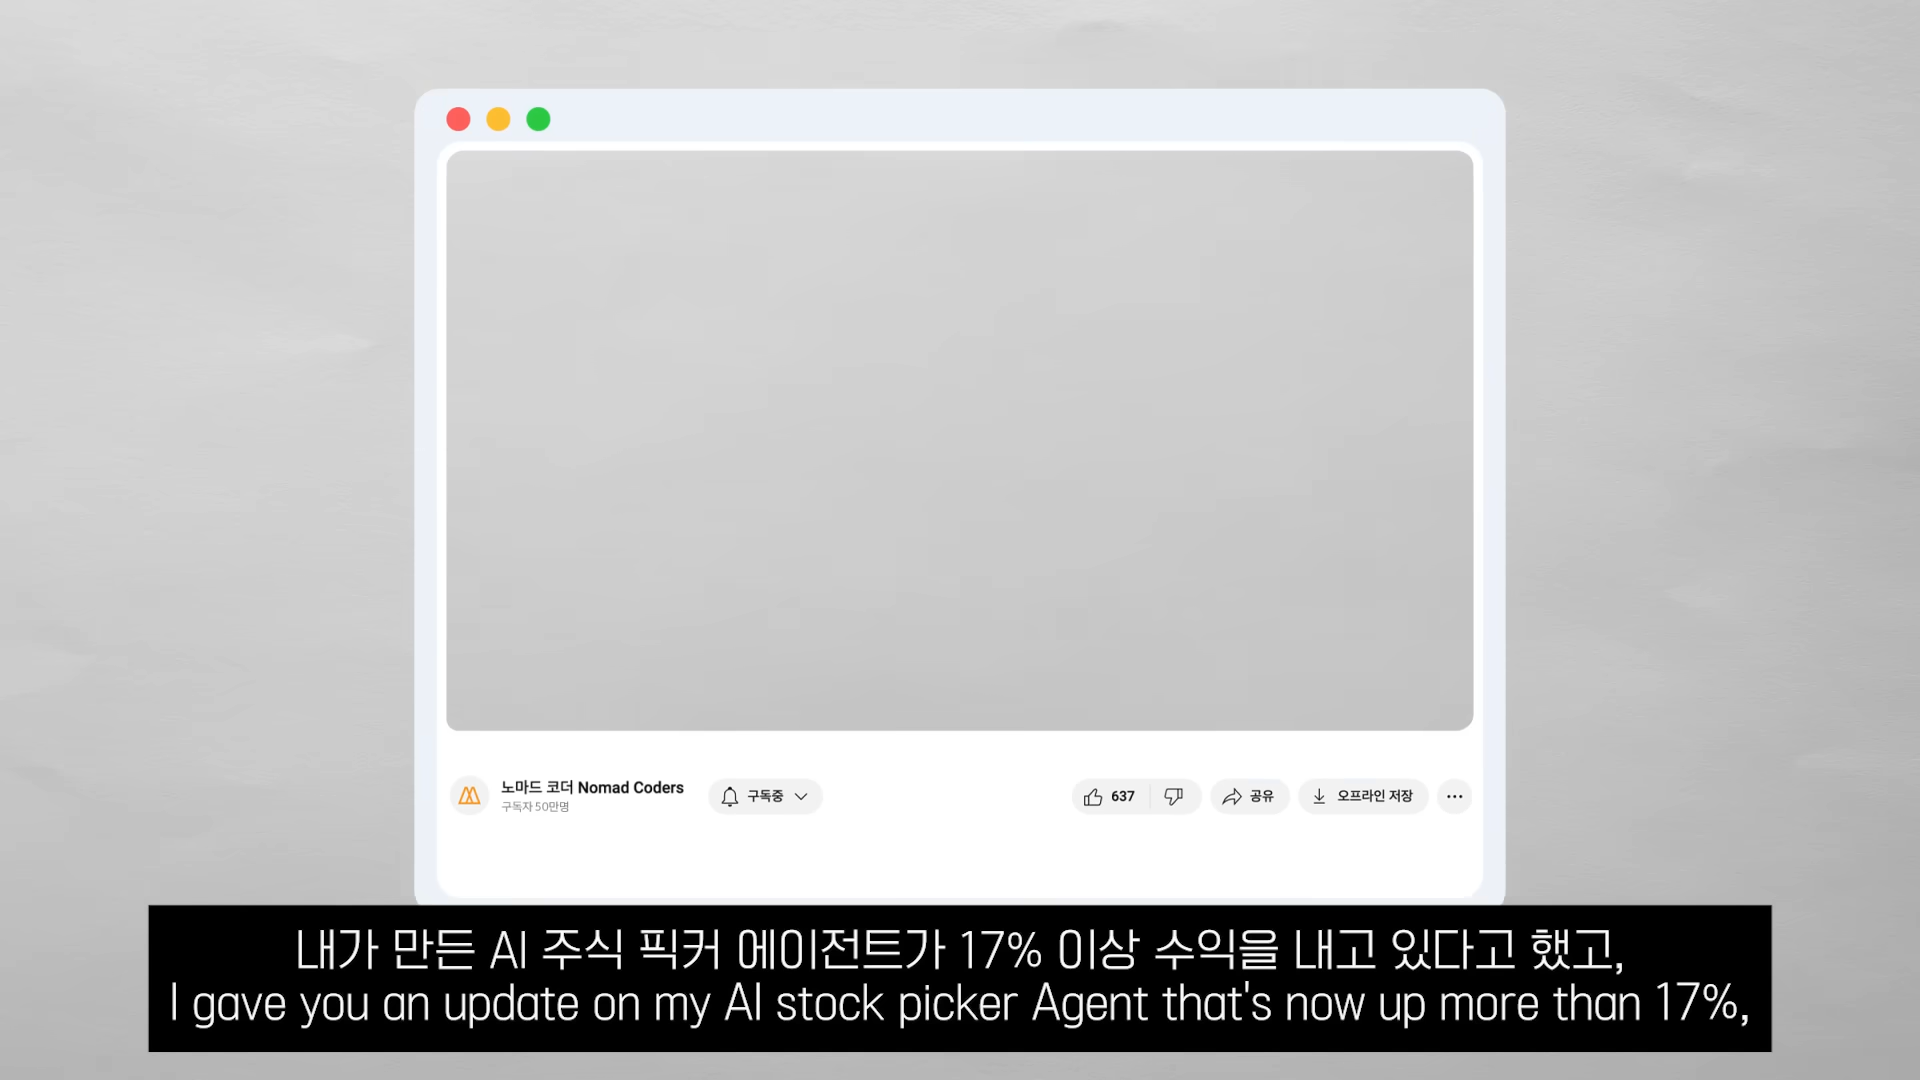 노마드 코더 Nomad Coders
구독자 50만명
구독중
637
공유
오프라인 저장
내가 만든 AI 주식 픽커 에이전트가 17% 이상 수익을 내고 있다고 했고,
I gave you an update on my AI stock picker Agent that's now up more than 17%,